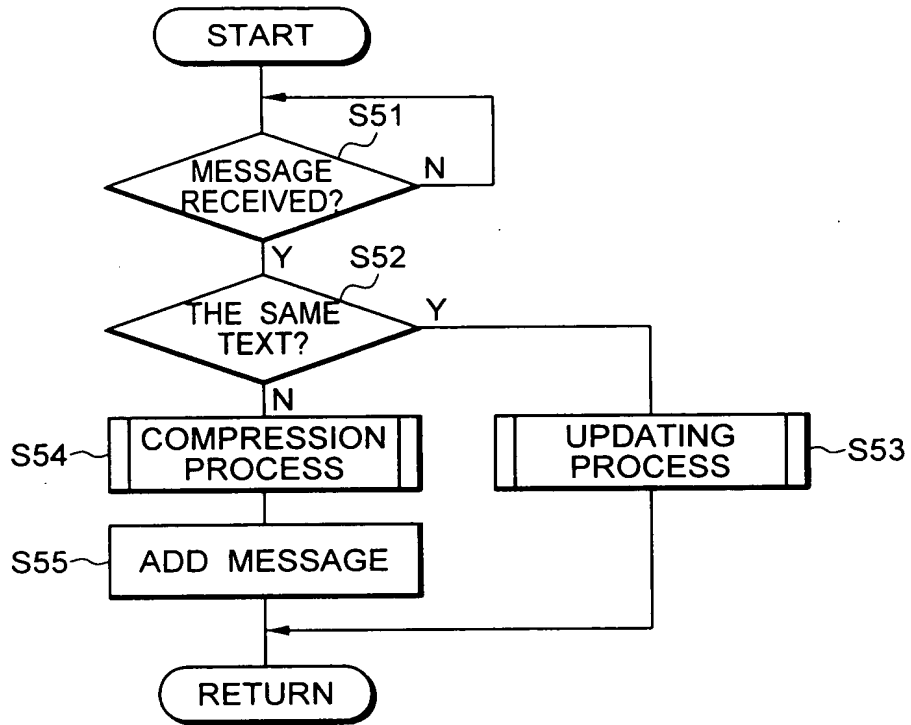 START
S51
MESSAGE
RECEIVED?
N
Y
S52
THE SAME
TEXT?
Y
N
S54
COMPRESSION
PROCESS
UPDATING
PROCESS
S53
S55
ADD MESSAGE
RETURN